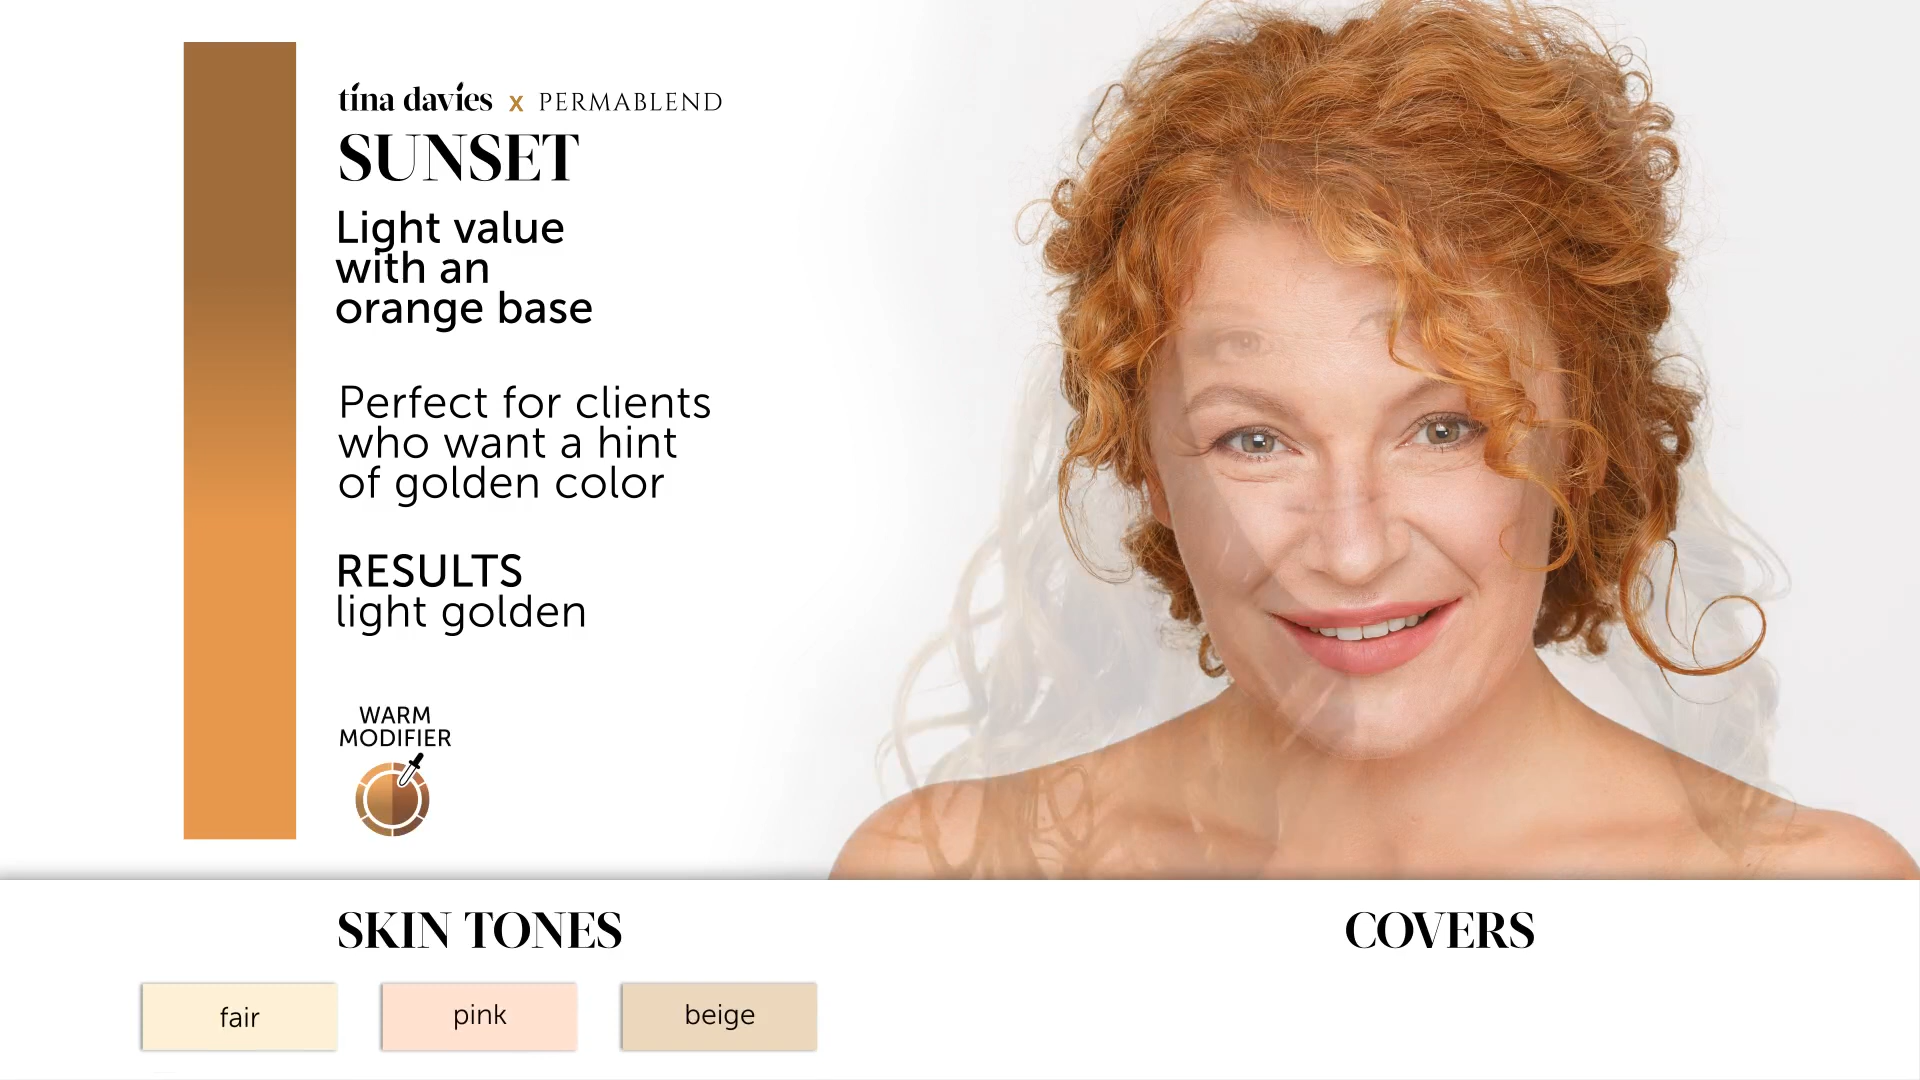 tina davies x PERMABLEND
SUNSET
Light value
with an
orange base
Perfect for clients
who want a hint
of golden color
RESULTS
light golden
WARM
MODIFIER
SKIN TONES
COVERS
fair
pink
beige